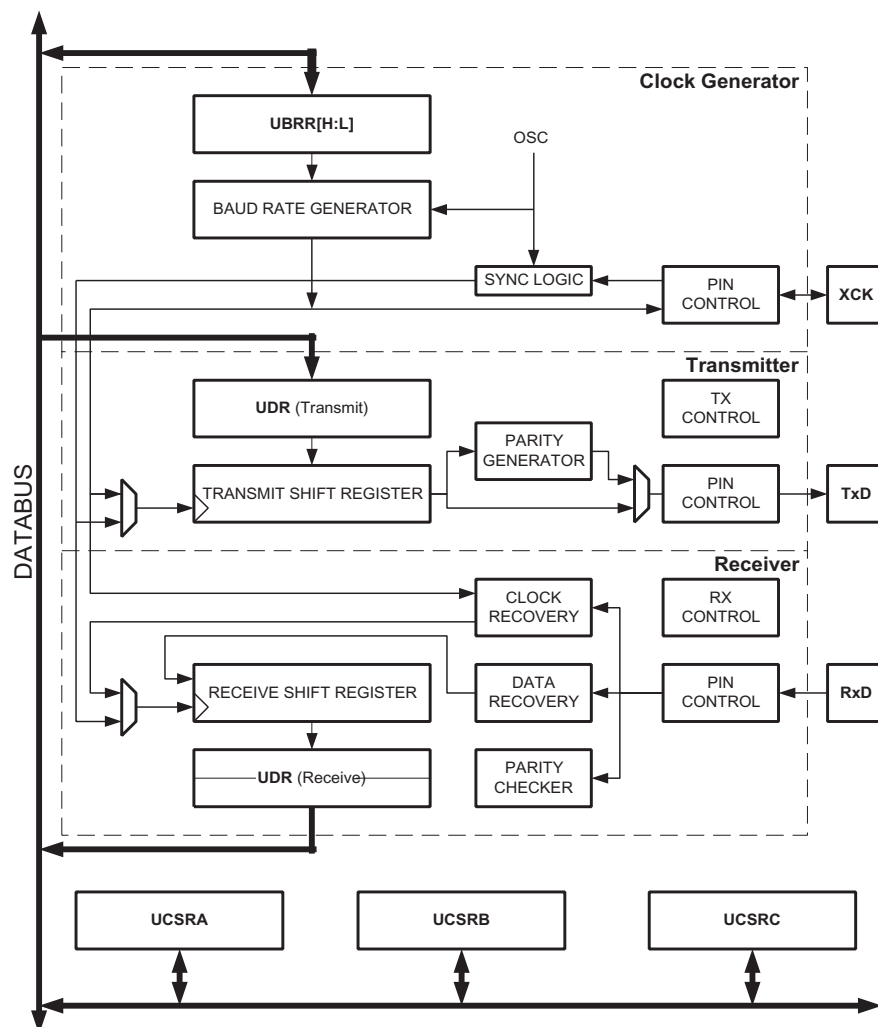 Clock Generator
UBRR[H:L]
OSC
BAUD RATE GENERATOR
SYNC LOGIC
PIN
CONTROL
XCK
Transmitter
UDR (Transmit)
TX
CONTROL
PARITY
GENERATOR
TRANSMIT SHIFT REGISTER
PIN
CONTROL
TxD
DATABUS
Receiver
CLOCK
RECOVERY
RX
CONTROL
RECEIVE SHIFT REGISTER
DATA
RECOVERY
PIN
CONTROL
RxD
UDR (Receive)
PARITY
CHECKER
UCSRA
UCSRB
UCSRC